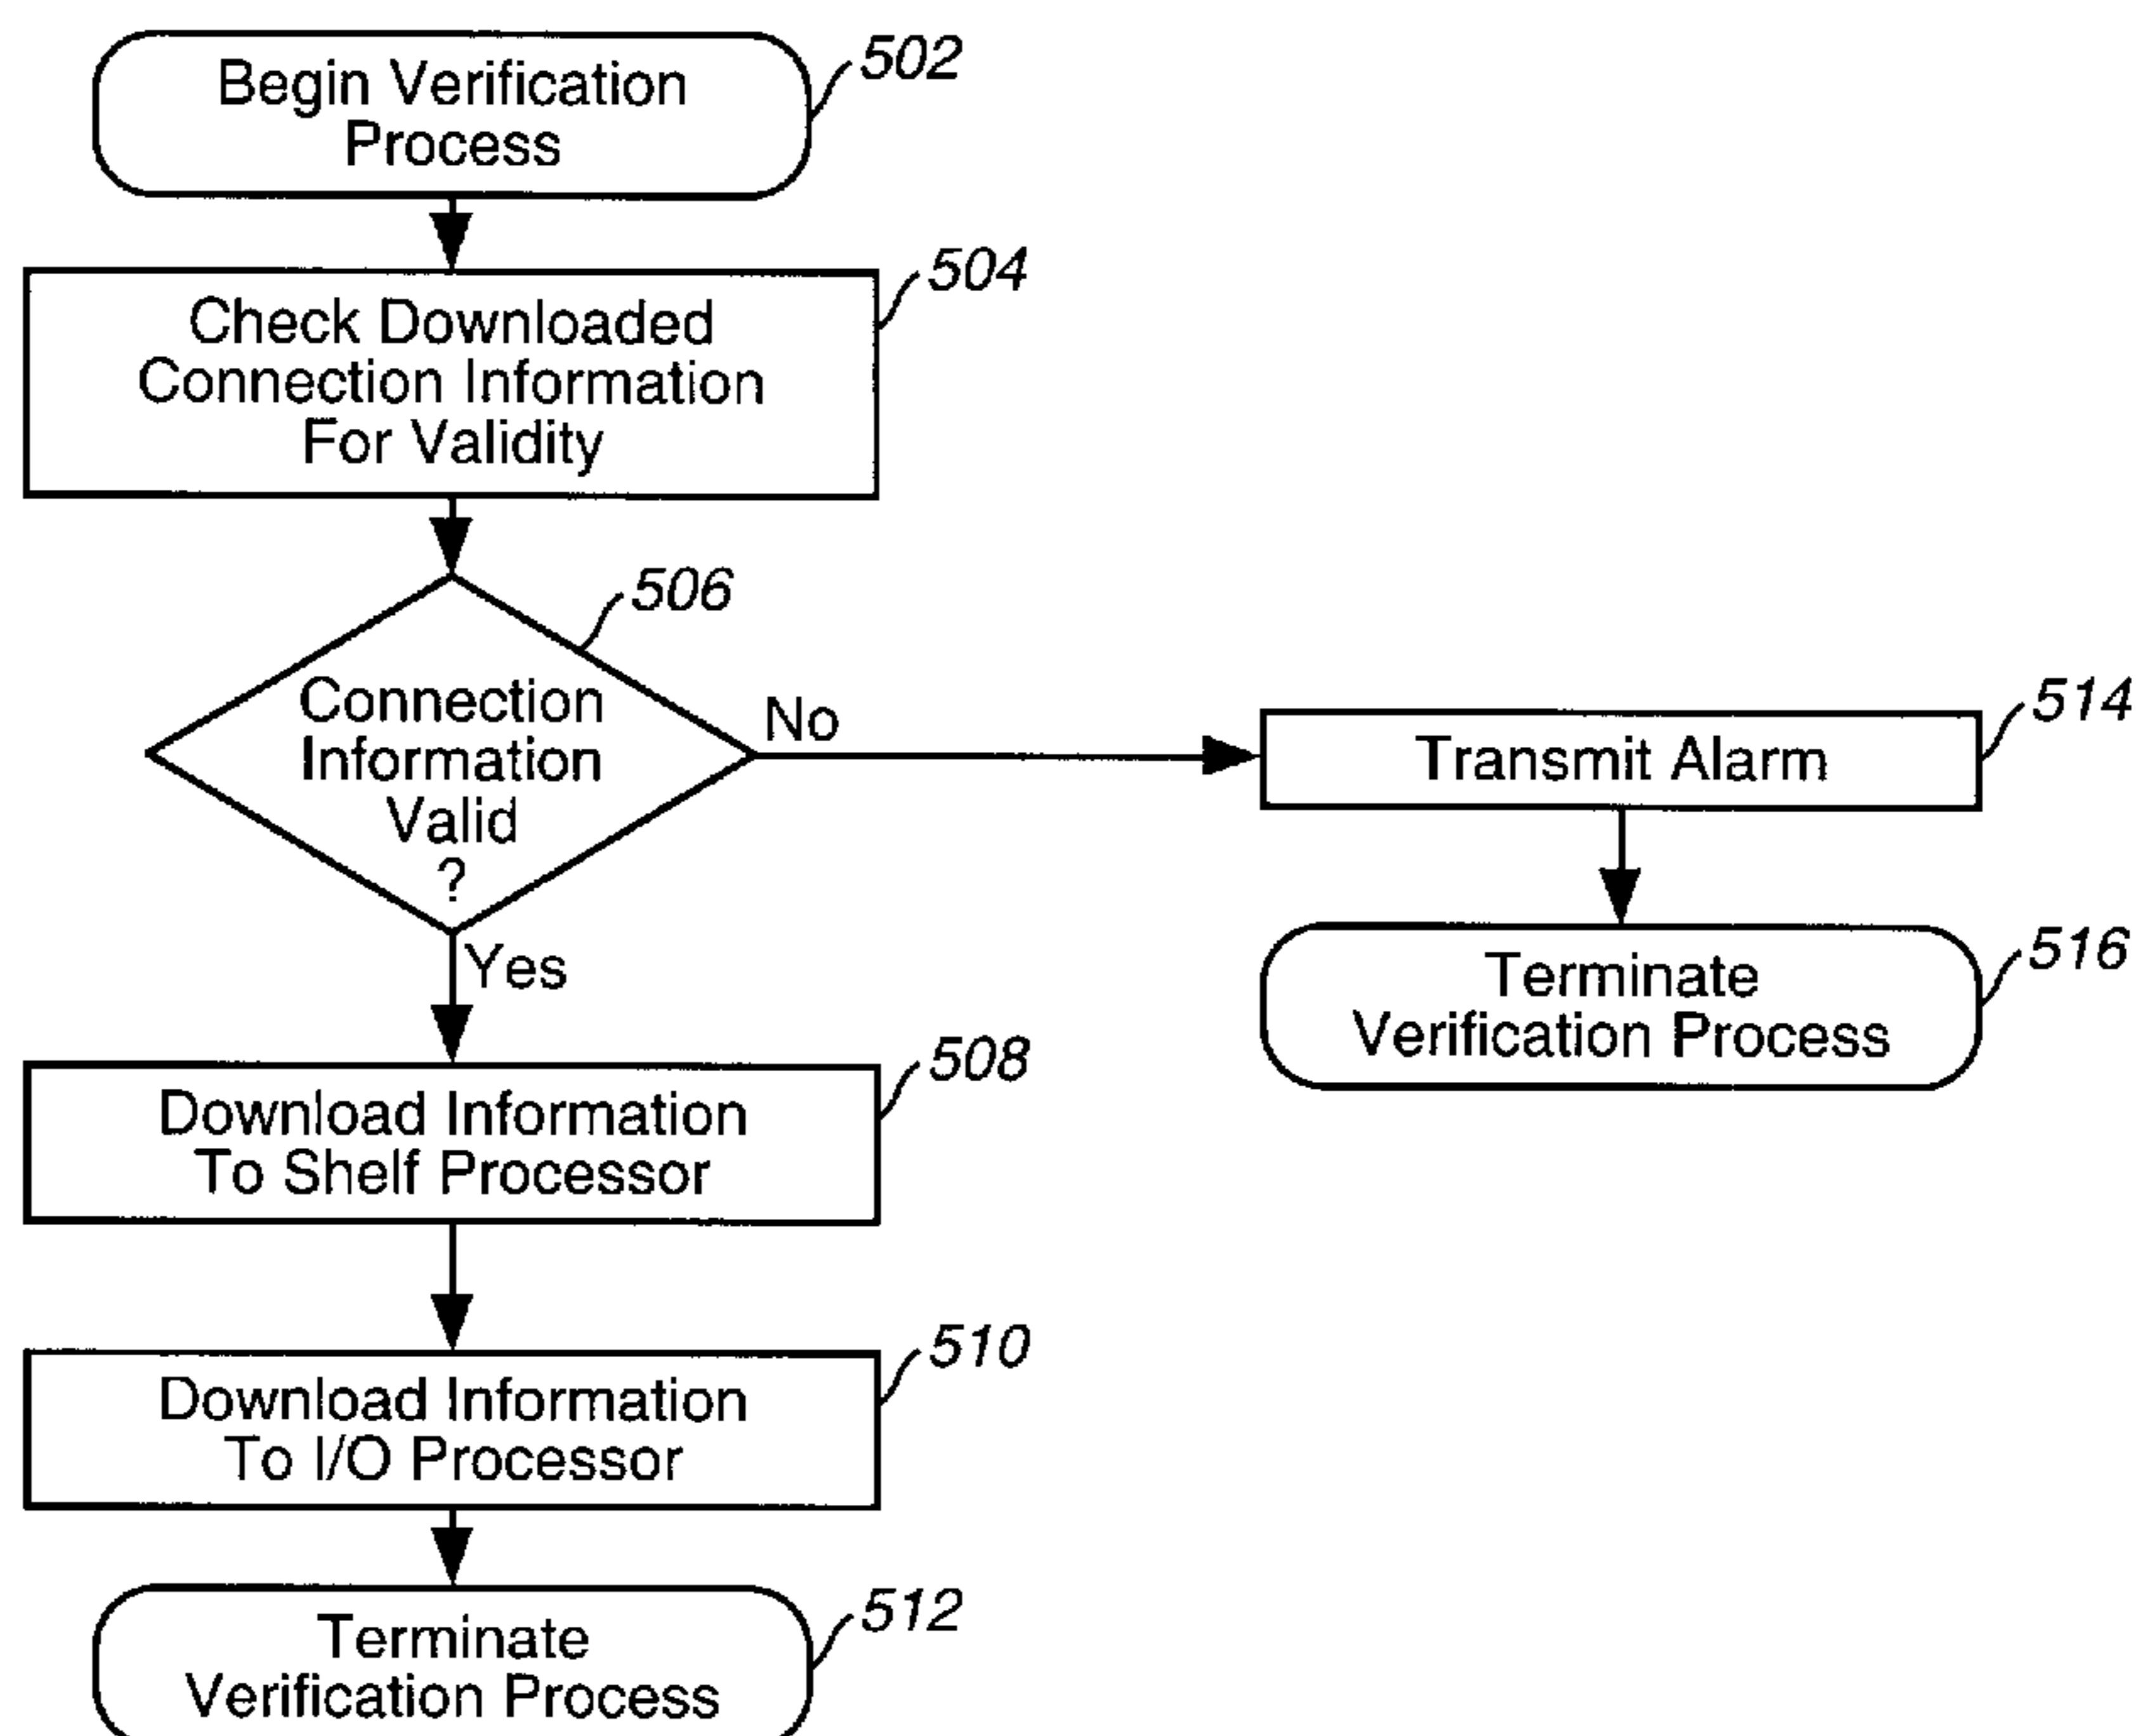 Begin Verification
Process
502
Check Downloaded
Connection Information
For Validity
504
Connection
Information
Valid
?
506
No
Transmit Alarm
514
Terminate
Verification Process
516
Yes
Download Information
To Shelf Processor
508
Download Information
To I/O Processor
510
Terminate
Verification Process
512